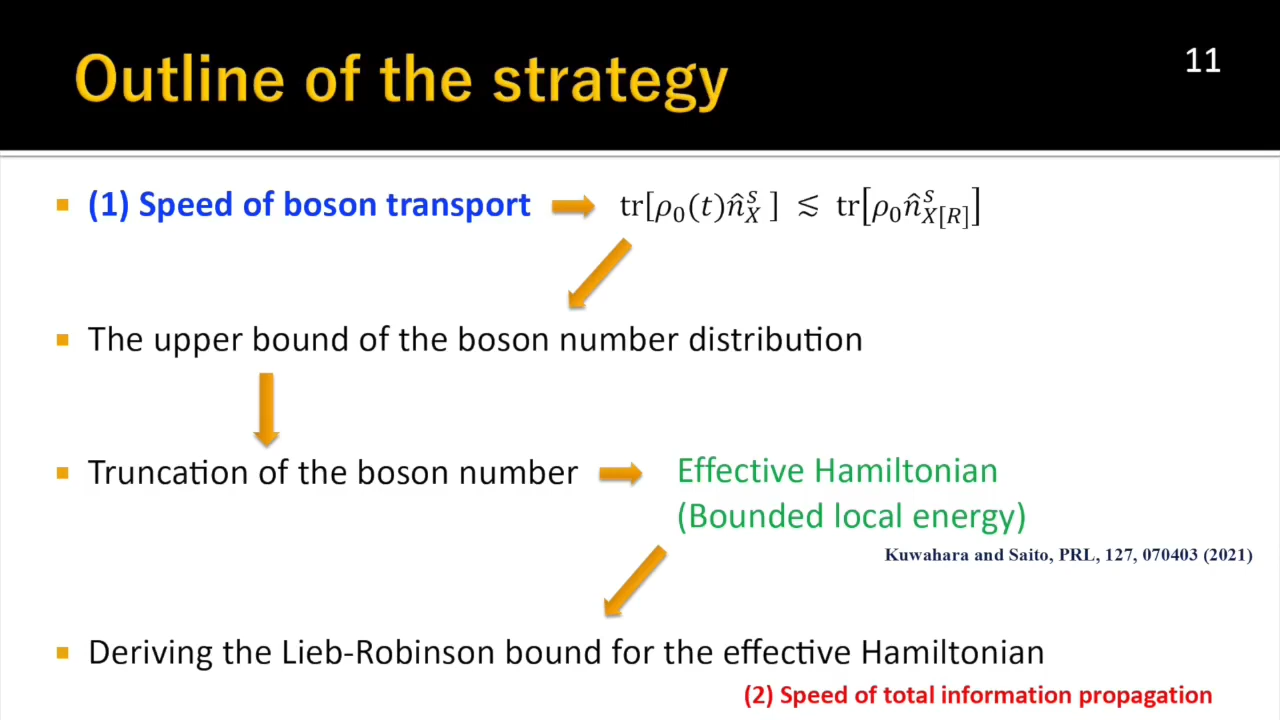 Outline of the strategy
11
(1) Speed of boson transport
tr[ρ₀(t)n̂ˢ_X] ≲ tr[ρ₀n̂ˢ_X[R]]
The upper bound of the boson number distribution
Truncation of the boson number
Effective Hamiltonian
(Bounded local energy)
Kuwahara and Saito, PRL, 127, 070403 (2021)
Deriving the Lieb-Robinson bound for the effective Hamiltonian
(2) Speed of total information propagation